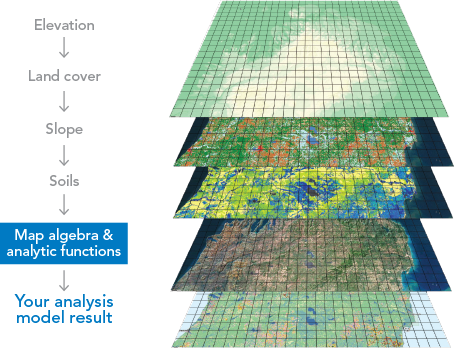 Elevation
Land cover
Slope
Soils
Map algebra &
analytic functions
Your analysis
model result